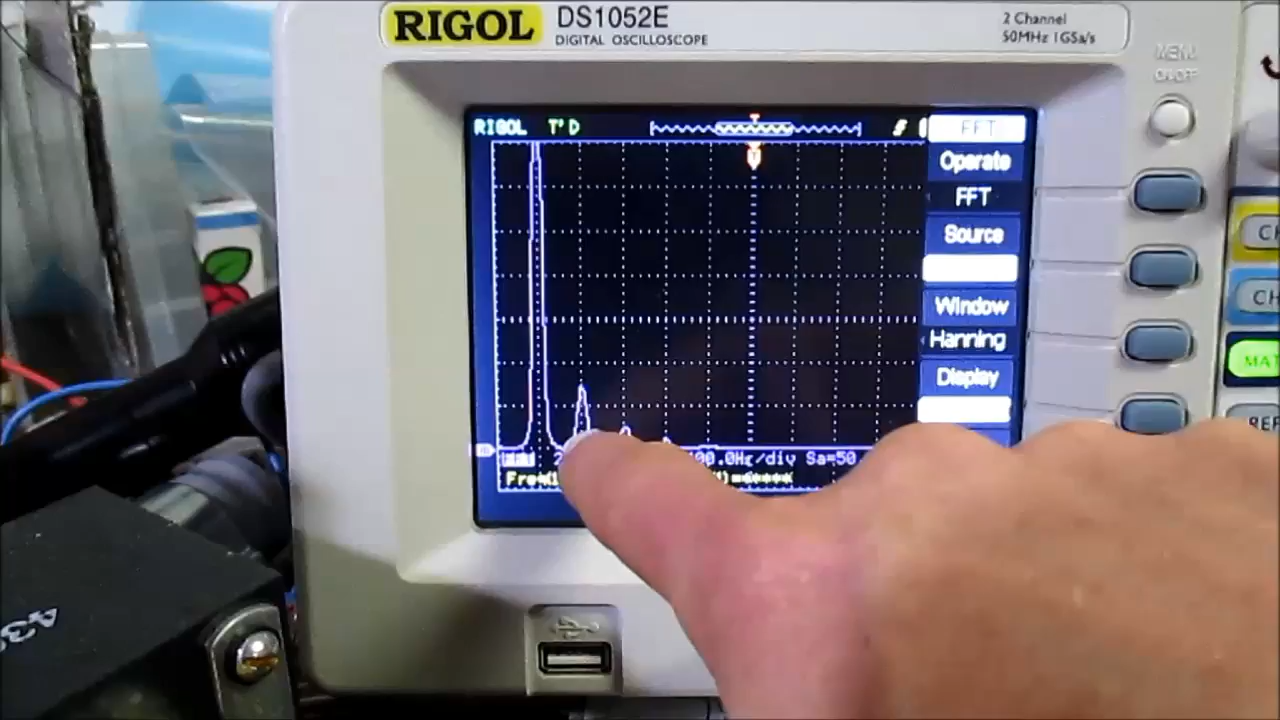 RIGOL DS1052E
DIGITAL OSCILLOSCOPE
2 Channel
50MHz 1GSa/s
MENU
ON/OFF
RIGOL T'D
T
FFT
Operate
FFT
Source
Window
Hanning
Display
00.0Hz/div Sa=50
Fre